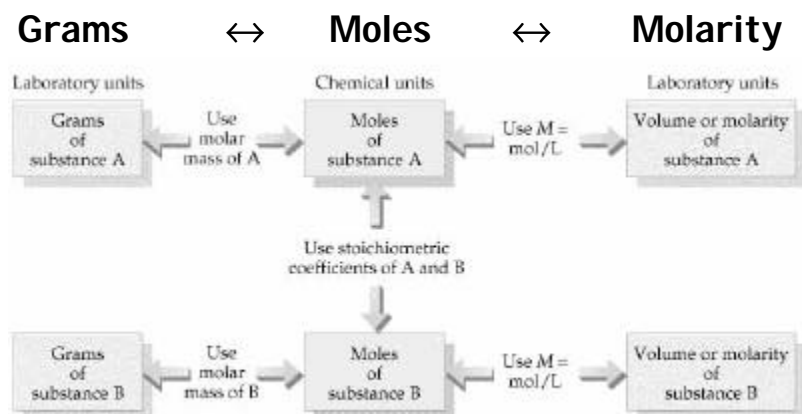 Grams ↔ Moles ↔ Molarity
Laboratory units
Chemical units
Laboratory units
Grams
of
substance A
Use
molar
mass of A
Moles
of
substance A
Use M =
mol/L
Volume or molarity
of
substance A
Use stoichiometric
coefficients of A and B
Grams
of
substance B
Use
molar
mass of B
Moles
of
substance B
Use M =
mol/L
Volume or molarity
of
substance B